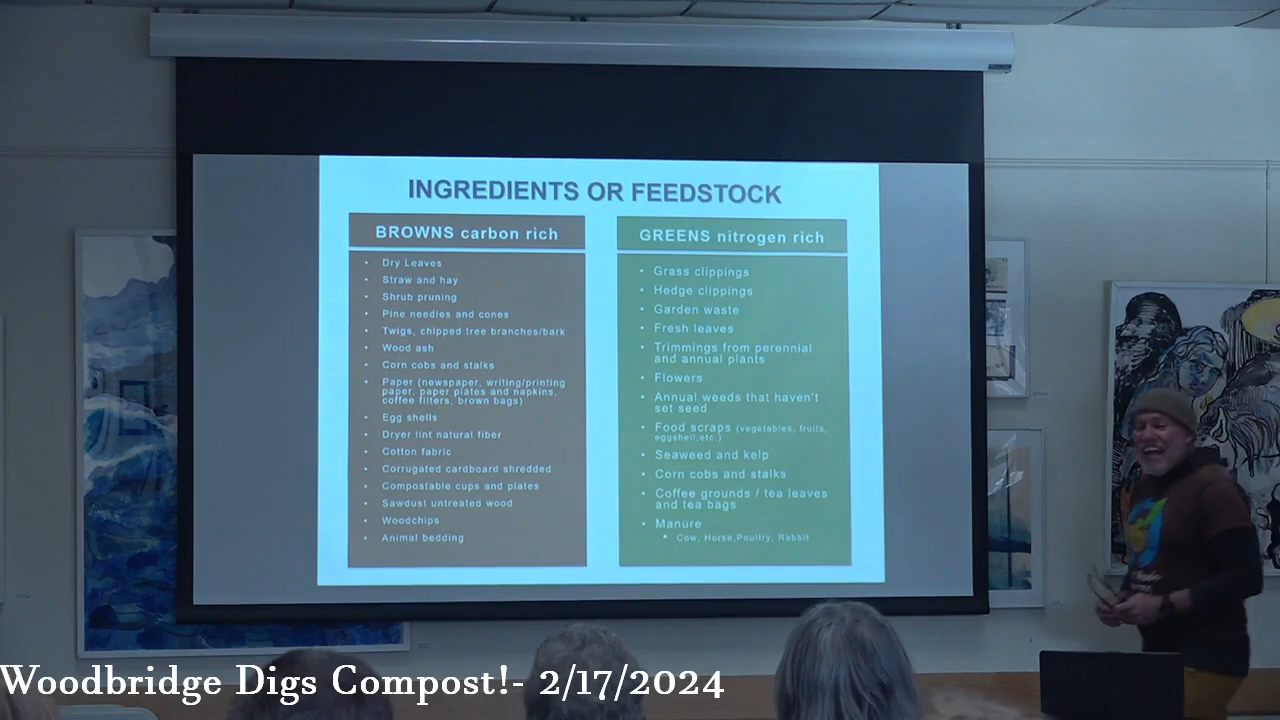 INGREDIENTS OR FEEDSTOCK
BROWNS carbon rich
• Dry Leaves
• Straw and hay
• Shrub pruning
• Pine needles and cones
• Twigs, chipped tree branches/bark
• Wood ash
• Corn cobs and stalks
• Paper (newspaper, writing/printing
paper, paper plates and napkins,
coffee filters, brown bags)
• Egg shells
• Dryer lint natural fiber
• Cotton fabric
• Corrugated cardboard shredded
• Compostable cups and plates
• Sawdust untreated wood
• Woodchips
• Animal bedding
GREENS nitrogen rich
• Grass clippings
• Hedge clippings
• Garden waste
• Fresh leaves
• Trimmings from perennial
and annual plants
• Flowers
• Annual weeds that haven't
set seed
• Food scraps (vegetables, fruits,
eggshell,etc.)
• Seaweed and kelp
• Corn cobs and stalks
• Coffee grounds / tea leaves
and tea bags
• Manure
• Cow, Horse,Poultry, Rabbit
Woodbridge Digs Compost!- 2/17/2024